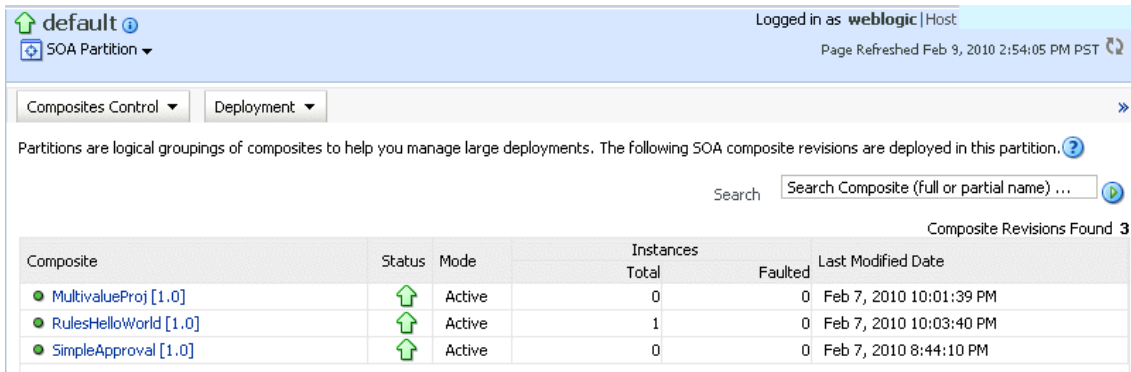 default
Logged in as weblogic|Host
SOA Partition
Page Refreshed Feb 9, 2010 2:54:05 PM PST
Composites Control
Deployment
»
Partitions are logical groupings of composites to help you manage large deployments. The following SOA composite revisions are deployed in this partition.
Search Search Composite (full or partial name) ...
Composite Revisions Found 3
Composite Status Mode Instances Last Modified Date
Total Faulted
MultivalueProj [1.0] Active 0 0 Feb 7, 2010 10:01:39 PM
RulesHelloWorld [1.0] Active 1 0 Feb 7, 2010 10:03:40 PM
SimpleApproval [1.0] Active 0 0 Feb 7, 2010 8:44:10 PM